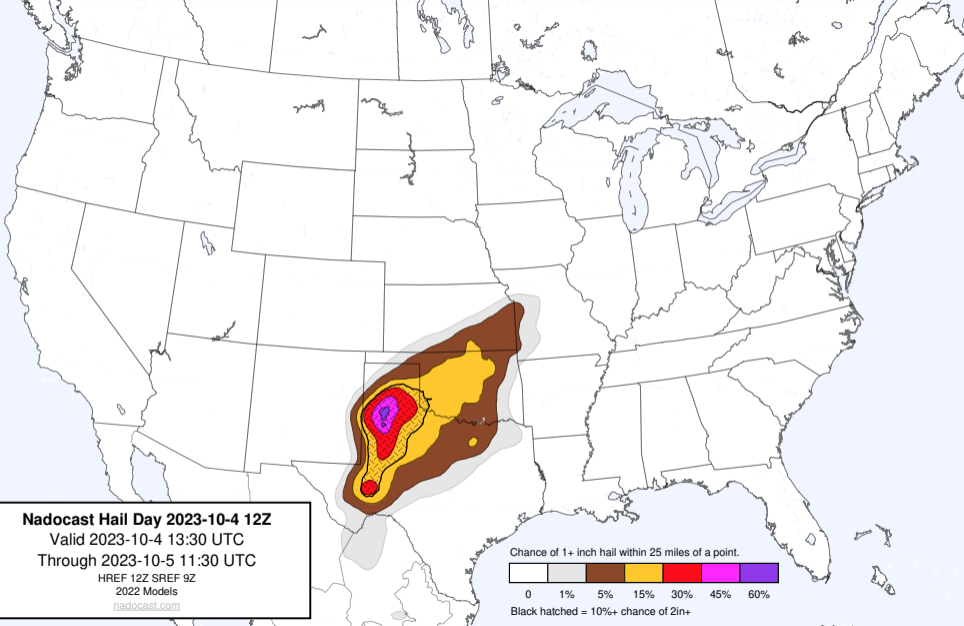 Nadocast Hail Day 2023-10-4 12Z
Valid 2023-10-4 13:30 UTC
Through 2023-10-5 11:30 UTC
HREF 12Z SREF 9Z
2022 Models
nadocast.com
Chance of 1+ inch hail within 25 miles of a point.
0 1% 5% 15% 30% 45% 60%
Black hatched = 10%+ chance of 2in+